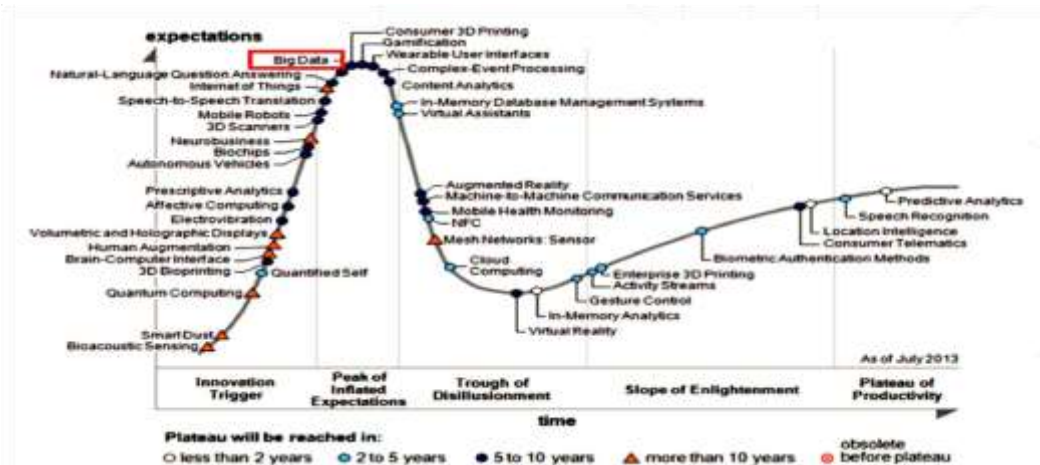 expectations
Consumer 3D Printing
Gamification
Wearable User Interfaces
Big Data
Complex-Event Processing
Natural-Language Question Answering
Internet of Things
Content Analytics
Speech-to-Speech Translation
In-Memory Database Management Systems
Mobile Robots
Virtual Assistants
3D Scanners
Neurobusiness
Biochips
Autonomous Vehicles
Augmented Reality
Prescriptive Analytics
Machine-to-Machine Communication Services
Affective Computing
Mobile Health Monitoring
Electrovibration
NFC
Volumetric and Holographic Displays
Mesh Networks: Sensor
Human Augmentation
Brain-Computer Interface
3D Bioprinting
Quantified Self
Cloud
Computing
Quantum Computing
Smart Dust
Bioacoustic Sensing
Predictive Analytics
Speech Recognition
Location Intelligence
Consumer Telematics
Biometric Authentication Methods
Enterprise 3D Printing
Activity Streams
Gesture Control
In-Memory Analytics
Virtual Reality
As of July 2013
Innovation
Trigger
Peak of
Inflated
Expectations
Trough of
Disillusionment
Slope of Enlightenment
Plateau of
Productivity
time
Plateau will be reached in:
less than 2 years
2 to 5 years
5 to 10 years
more than 10 years
obsolete
before plateau